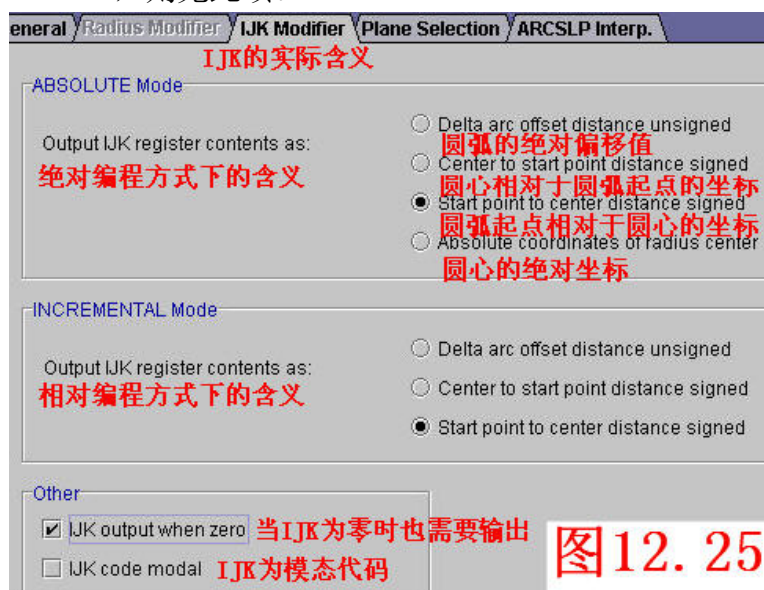 eneral Radius Modifier IJK Modifier Plane Selection ARCSLP Interp.
IJK的实际含义
ABSOLUTE Mode
Output IJK register contents as:
绝对编程方式下的含义
Delta arc offset distance unsigned
圆弧的绝对偏移值
Center to start point distance signed
圆心相对于圆弧起点的坐标
Start point to center distance signed
圆弧起点相对于圆心的坐标
Absolute coordinates of radius center
圆心的绝对坐标
INCREMENTAL Mode
Output IJK register contents as:
相对编程方式下的含义
Delta arc offset distance unsigned
Center to start point distance signed
Start point to center distance signed
Other
IJK output when zero 当IJK为零时也需要输出
IJK code modal IJK为模态代码
图12.25